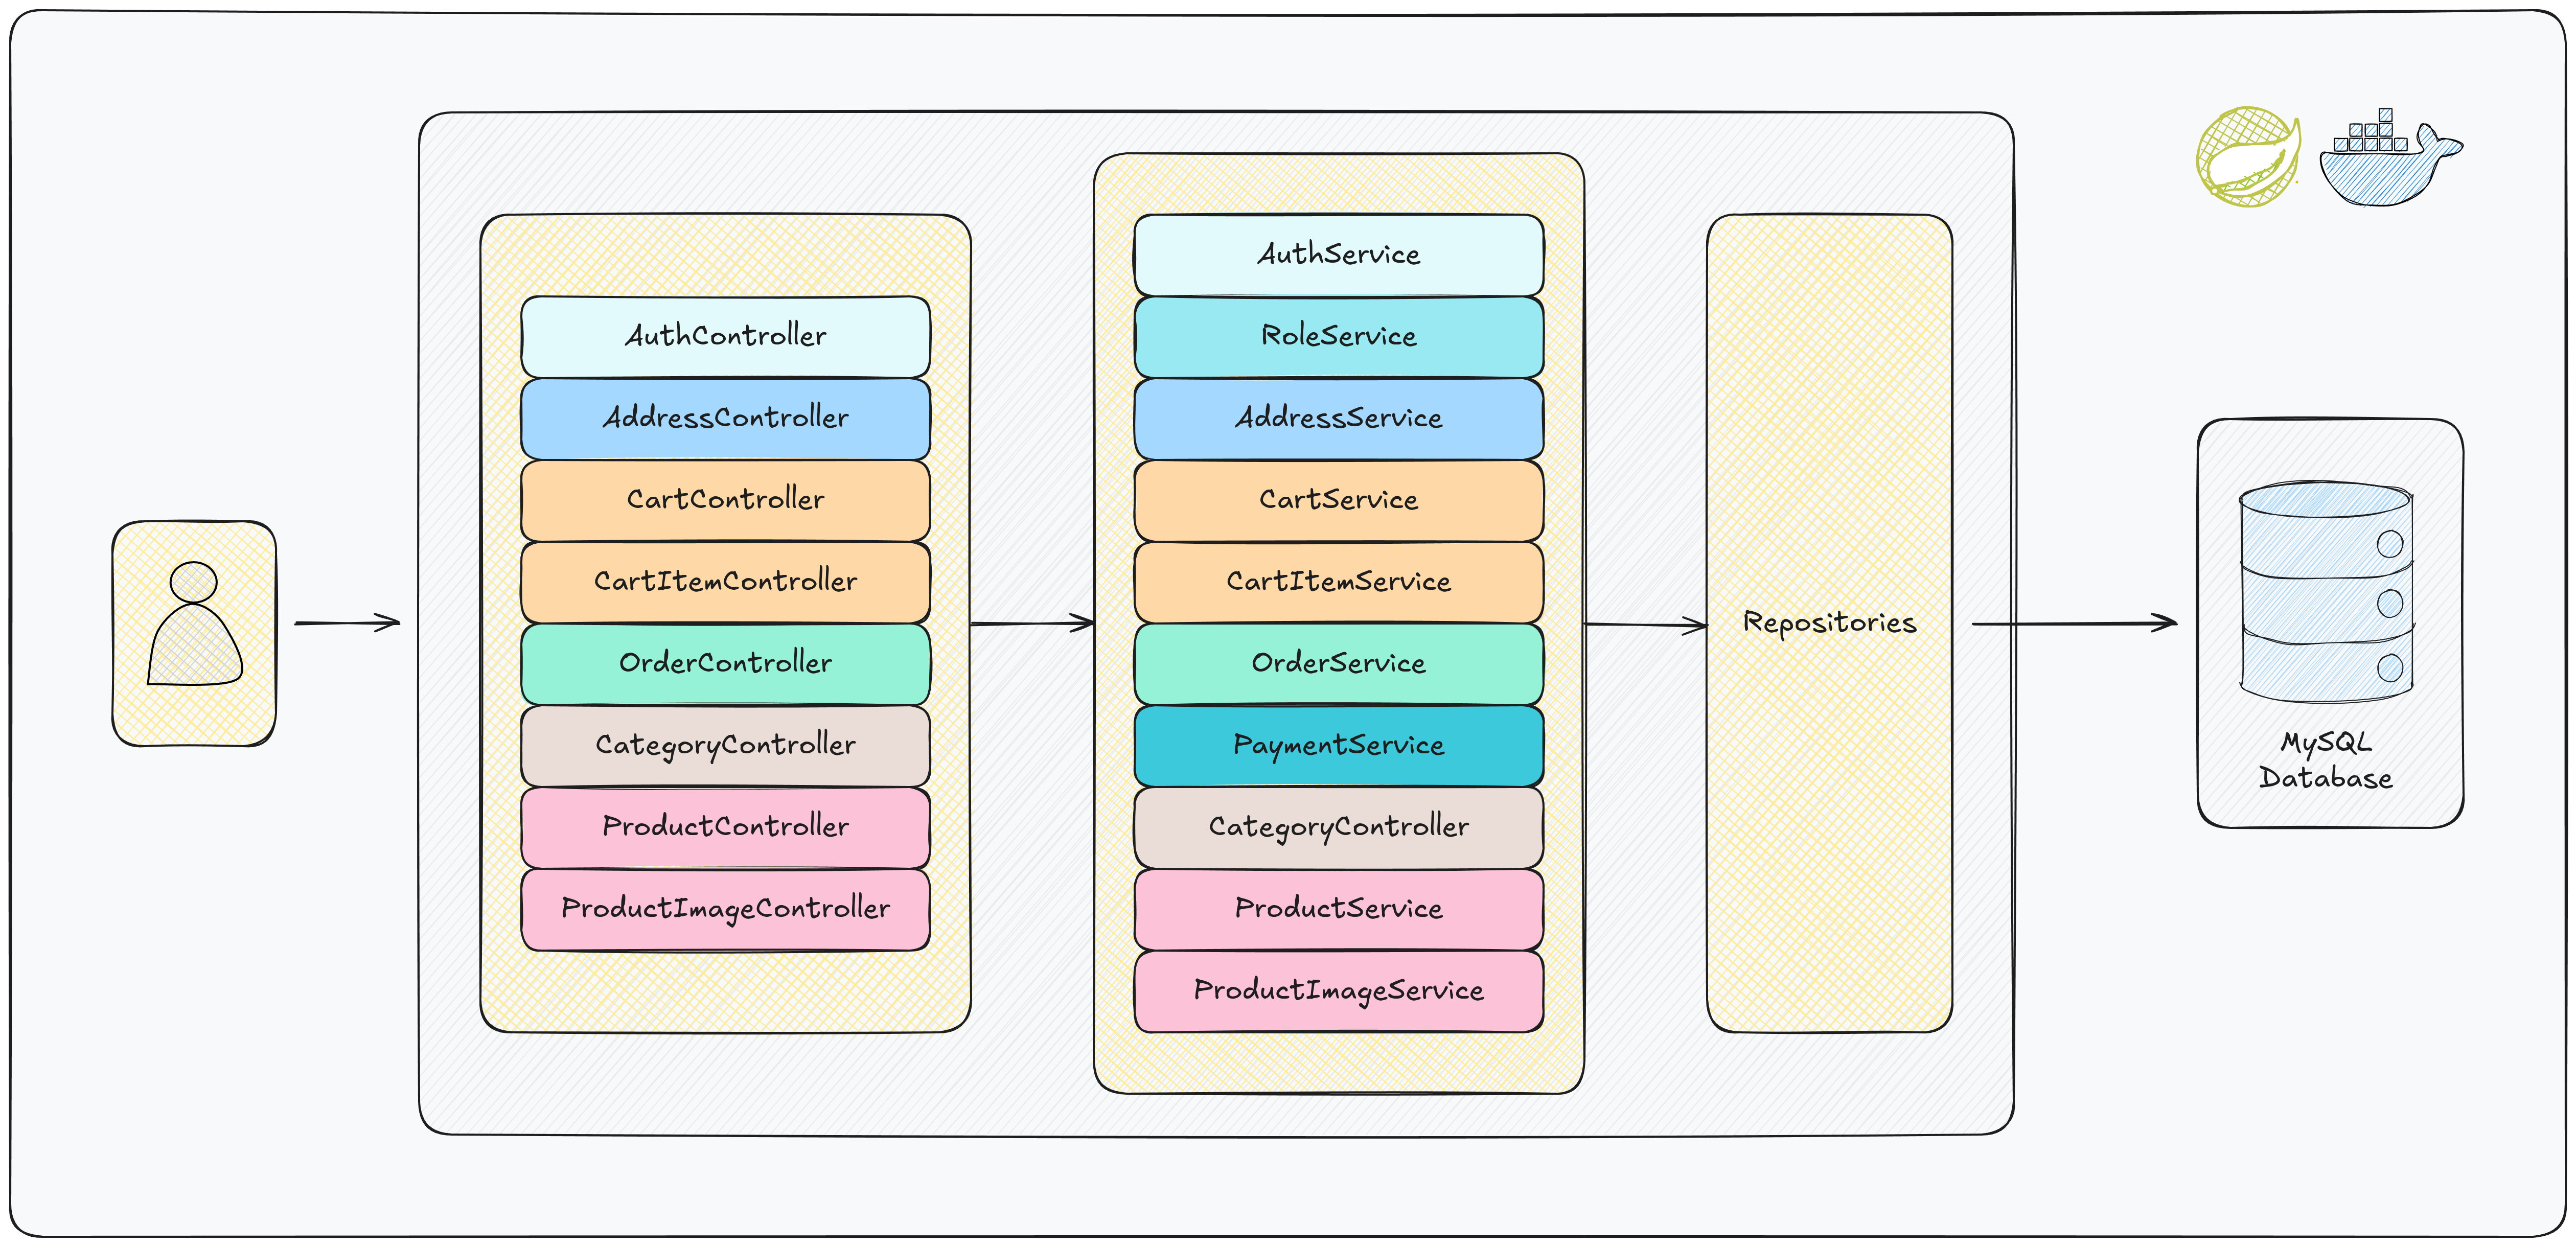 AuthController
AddressController
CartController
CartItemController
OrderController
CategoryController
ProductController
ProductImageController
AuthService
RoleService
AddressService
CartService
CartItemService
OrderService
PaymentService
CategoryController
ProductService
ProductImageService
Repositories
MySQL
Database